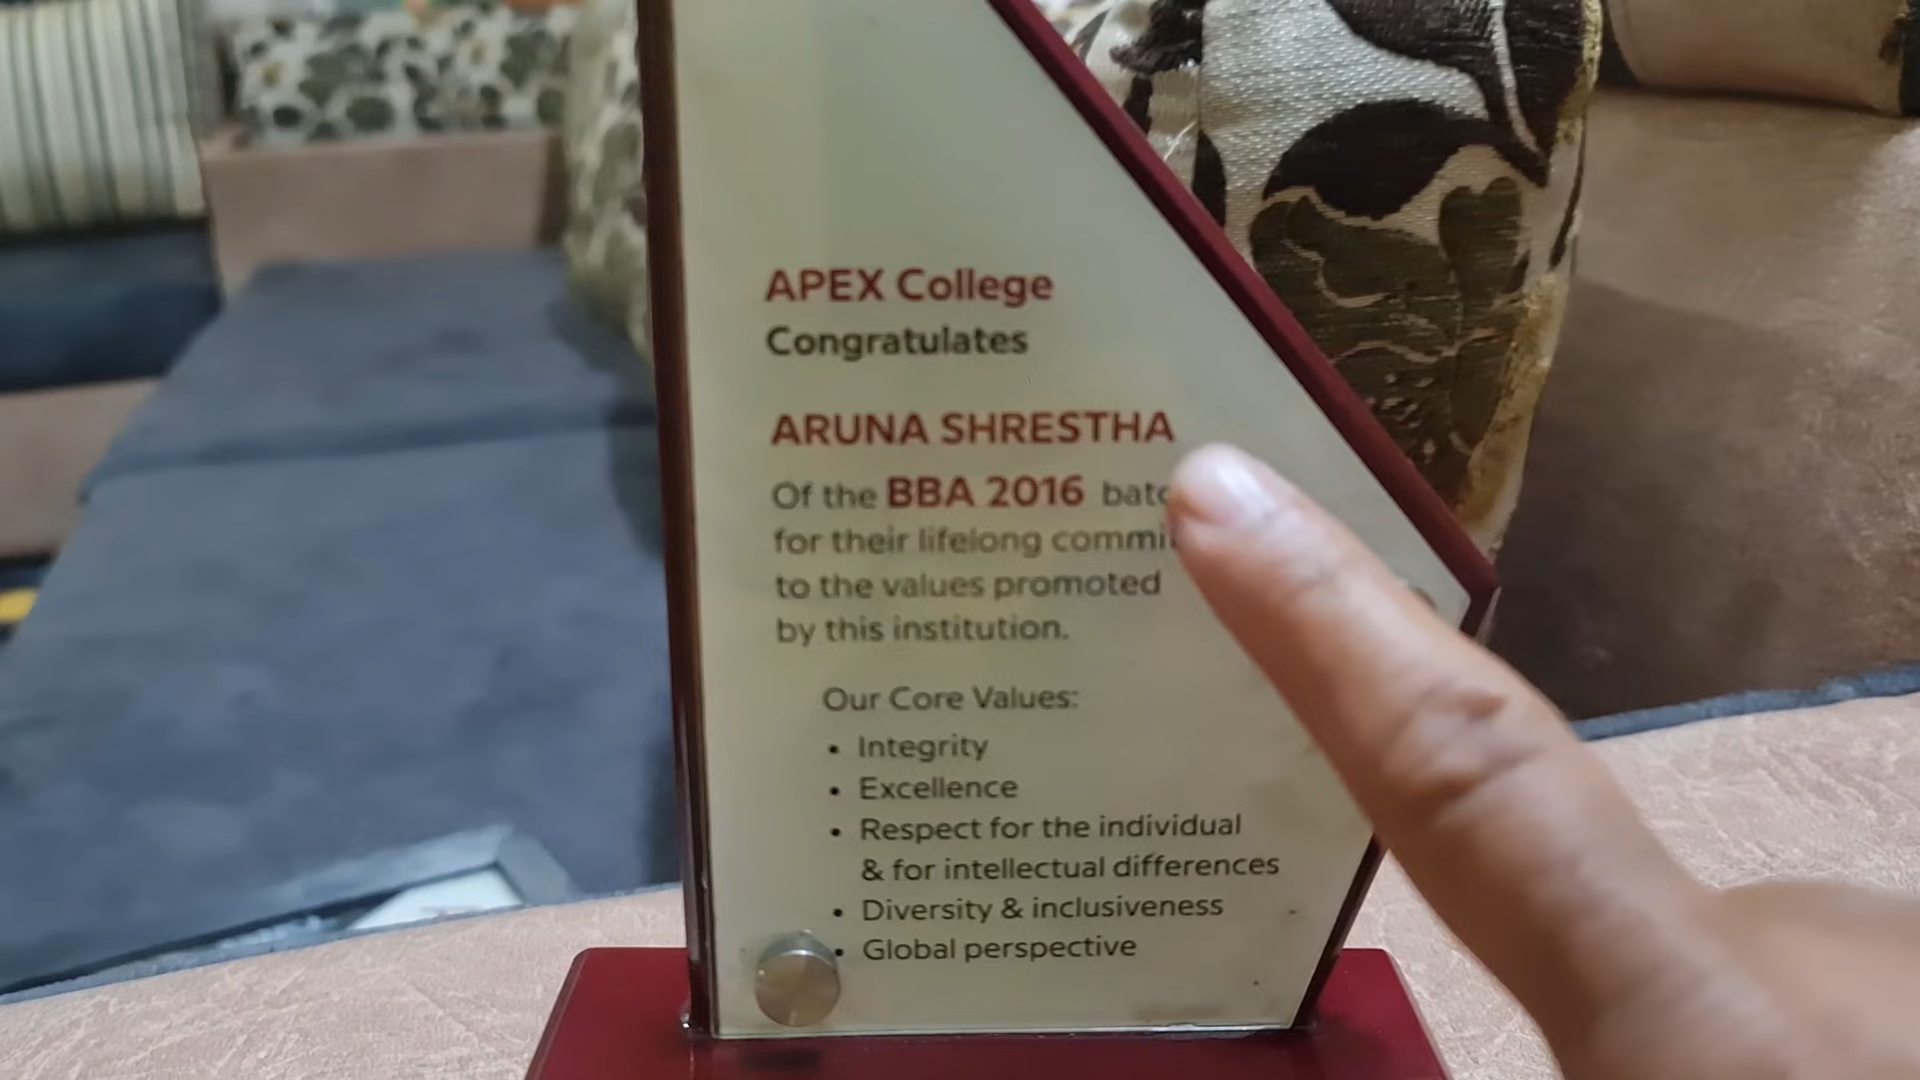 APEX College
Congratulates
ARUNA SHRESTHA
Of the BBA 2016
for their lifelong
to the values promoted
by this institution.
Our Core Values:
• Integrity
• Excellence
• Respect for the individual
& for intellectual differences
• Diversity & inclusiveness
• Global perspective